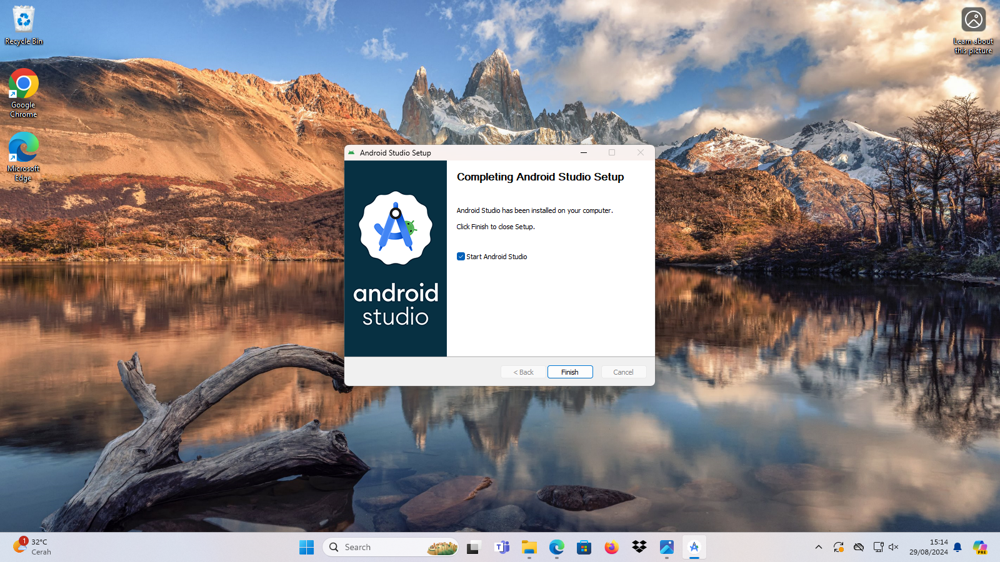 Recycle Bin
Google
Chrome
Microsoft
Edge
Learn about
this picture
Android Studio Setup
Completing Android Studio Setup
Android Studio has been installed on your computer.
Click Finish to close Setup.
Start Android Studio
android
studio
< Back
Finish
Cancel
1
32°C
Cerah
Search
15:14
29/08/2024
PRE